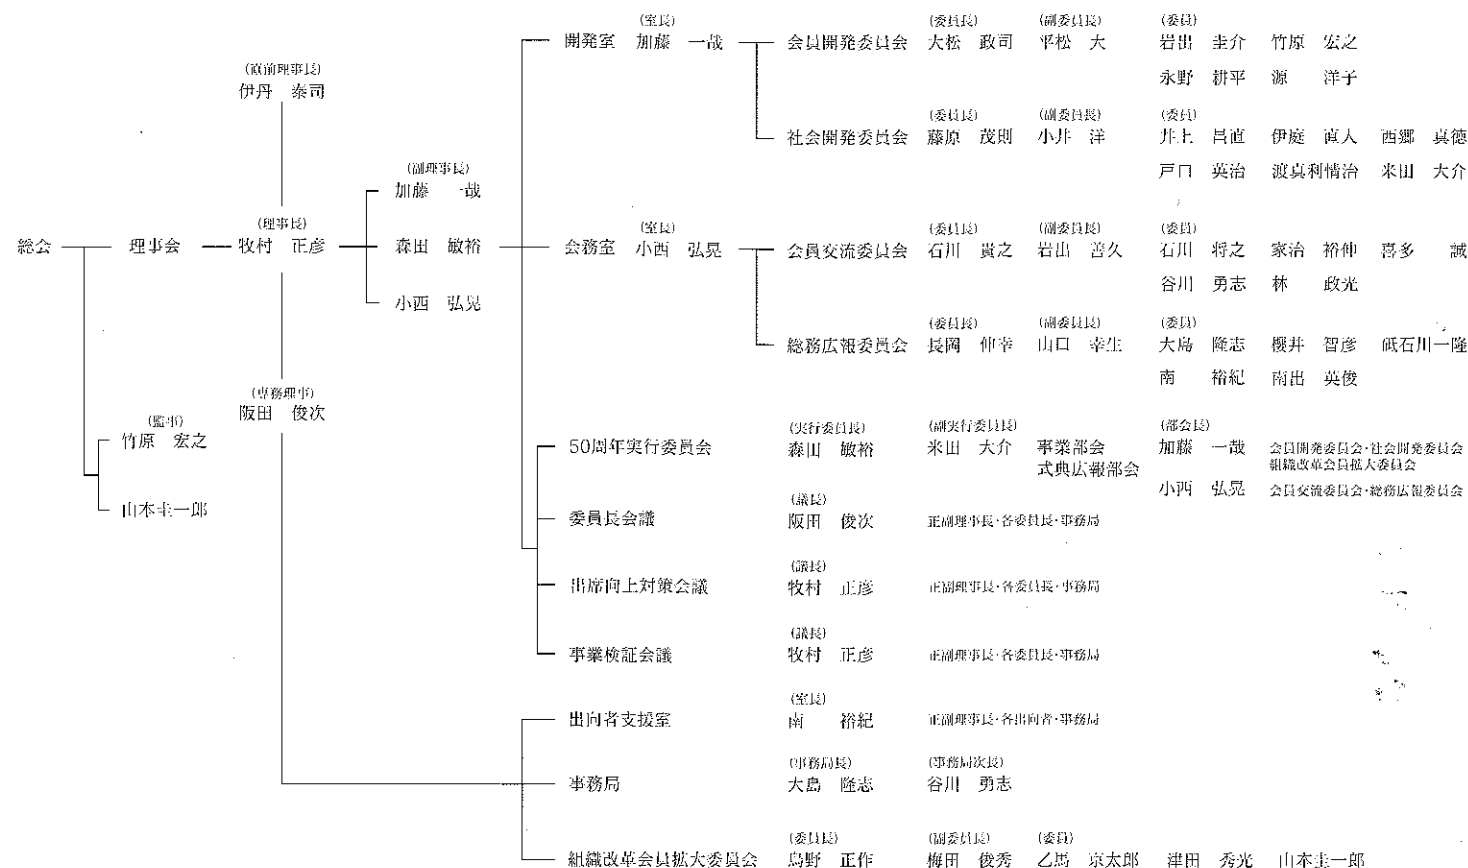 (室長) (委員長) (副委員長) (委員)
開発室 加藤 一哉 会員開発委員会 大松 政司 平松 大 岩出 圭介 竹原 宏之
永野 耕平 源 洋子
(直前理事長)
伊丹 泰司
(委員長) (副委員長) (委員)
社会開発委員会 藤原 茂則 小井 洋 井上 昌直 伊庭 直人 西郷 真徳
戸口 英治 渡真利情治 米田 大介
(副理事長)
加藤 一哉
(理事長) (室長) (委員長) (副委員長) (委員)
総会 理事会 牧村 正彦 森田 敏裕 会務室 小西 弘晃 会員交流委員会 石川 貴之 岩出 善久 石川 将之 家治 裕伸 喜多 誠
谷川 勇志 林 政光
小西 弘晃
(委員長) (副委員長) (委員)
総務広報委員会 長岡 伸幸 山口 幸生 大島 隆志 櫻井 智彦 砥石川一隆
南 裕紀 南出 英俊
(専務理事)
阪田 俊次
(監事)
竹原 宏之
山本圭一郎
(実行委員長) (副実行委員長) (部会長)
50周年実行委員会 森田 敏裕 米田 大介 事業部会 加藤 一哉 会員開発委員会・社会開発委員会
式典広報部会 組織改革会員拡大委員会
小西 弘晃 会員交流委員会・総務広報委員会
(議長)
委員長会議 阪田 俊次 正副理事長・各委員長・事務局
(議長)
出席向上対策会議 牧村 正彦 正副理事長・各委員長・事務局
(議長)
事業検証会議 牧村 正彦 正副理事長・各委員長・事務局
(室長)
出向者支援室 南 裕紀 正副理事長・各出向者・事務局
(事務局長) (事務局次長)
事務局 大島 隆志 谷川 勇志
(委員長) (副委員長) (委員)
組織改革会員拡大委員会 鳥野 正作 梅田 俊秀 乙馬 京太郎 津田 秀光 山本圭一郎